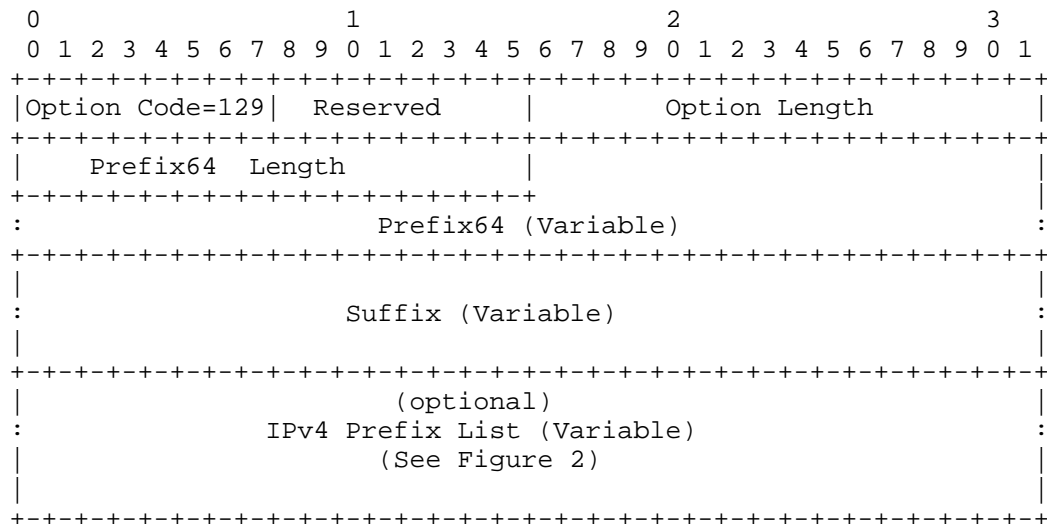 0                   1                   2                   3
 0 1 2 3 4 5 6 7 8 9 0 1 2 3 4 5 6 7 8 9 0 1 2 3 4 5 6 7 8 9 0 1
+-+-+-+-+-+-+-+-+-+-+-+-+-+-+-+-+-+-+-+-+-+-+-+-+-+-+-+-+-+-+-+-+
|Option Code=129|  Reserved     |        Option Length          |
+-+-+-+-+-+-+-+-+-+-+-+-+-+-+-+-+-+-+-+-+-+-+-+-+-+-+-+-+-+-+-+-+
|    Prefix64  Length           |                               |
+-+-+-+-+-+-+-+-+-+-+-+-+-+-+-+-+                               |
:                      Prefix64 (Variable)                      :
+-+-+-+-+-+-+-+-+-+-+-+-+-+-+-+-+-+-+-+-+-+-+-+-+-+-+-+-+-+-+-+-+
|                                                               |
:                    Suffix (Variable)                          :
|                                                               |
+-+-+-+-+-+-+-+-+-+-+-+-+-+-+-+-+-+-+-+-+-+-+-+-+-+-+-+-+-+-+-+-+
|                       (optional)                              |
:               IPv4 Prefix List (Variable)                     :
|                      (See Figure 2)                           |
|                                                               |
+-+-+-+-+-+-+-+-+-+-+-+-+-+-+-+-+-+-+-+-+-+-+-+-+-+-+-+-+-+-+-+-+